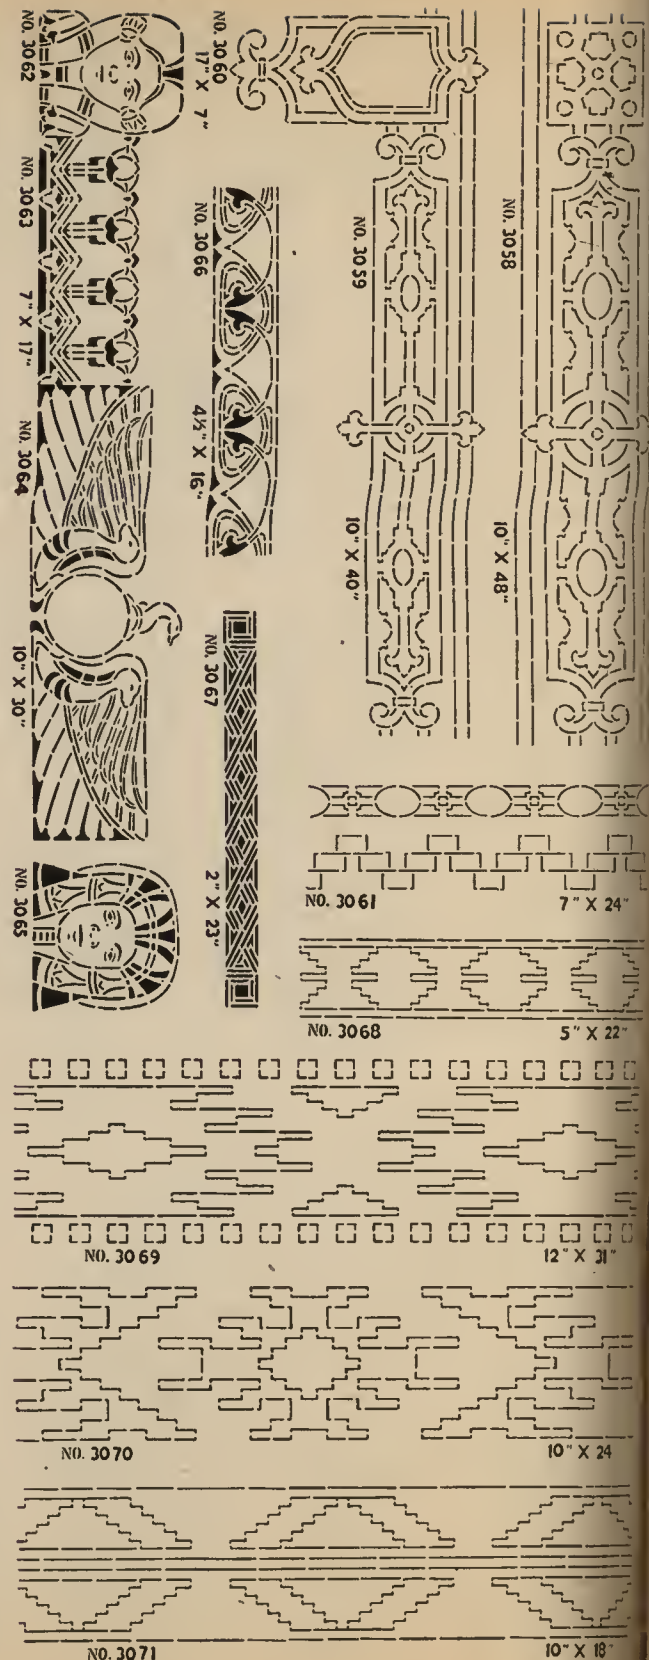 NO. 3062
NO. 3063
7" X 17"
NO. 3064
10" X 30"
NO. 3065
NO. 3060
17" X 7"
NO. 3066
4½" X 16"
NO. 3067
2" X 23"
NO. 3059
10" X 40"
NO. 3058
10" X 48"
NO. 3061 7" X 24"
NO. 3068 5" X 22"
NO. 3069 12" X 31"
NO. 3070 10" X 24
NO. 3071 10" X 18"